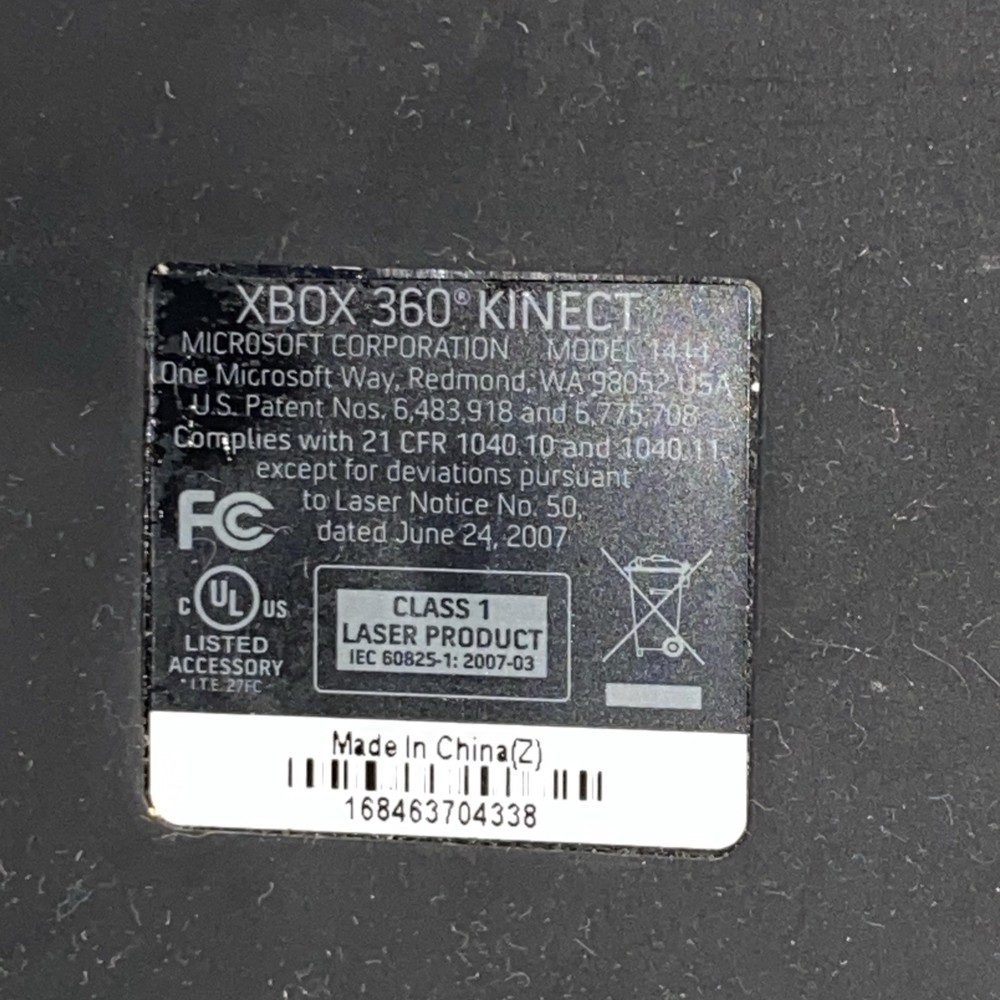 XBOX 360® KINECT
MICROSOFT CORPORATION MODEL 1414
One Microsoft Way, Redmond, WA 98052 USA
U.S. Patent Nos. 6,483,918 and 6,775,708
Complies with 21 CFR 1040.10 and 1040.11
except for deviations pursuant
to Laser Notice No. 50,
dated June 24, 2007
FC
C UL US
LISTED
ACCESSORY
I.T.E. 27FC
CLASS 1
LASER PRODUCT
IEC 60825-1: 2007-03
Made In China(Z)
168463704338